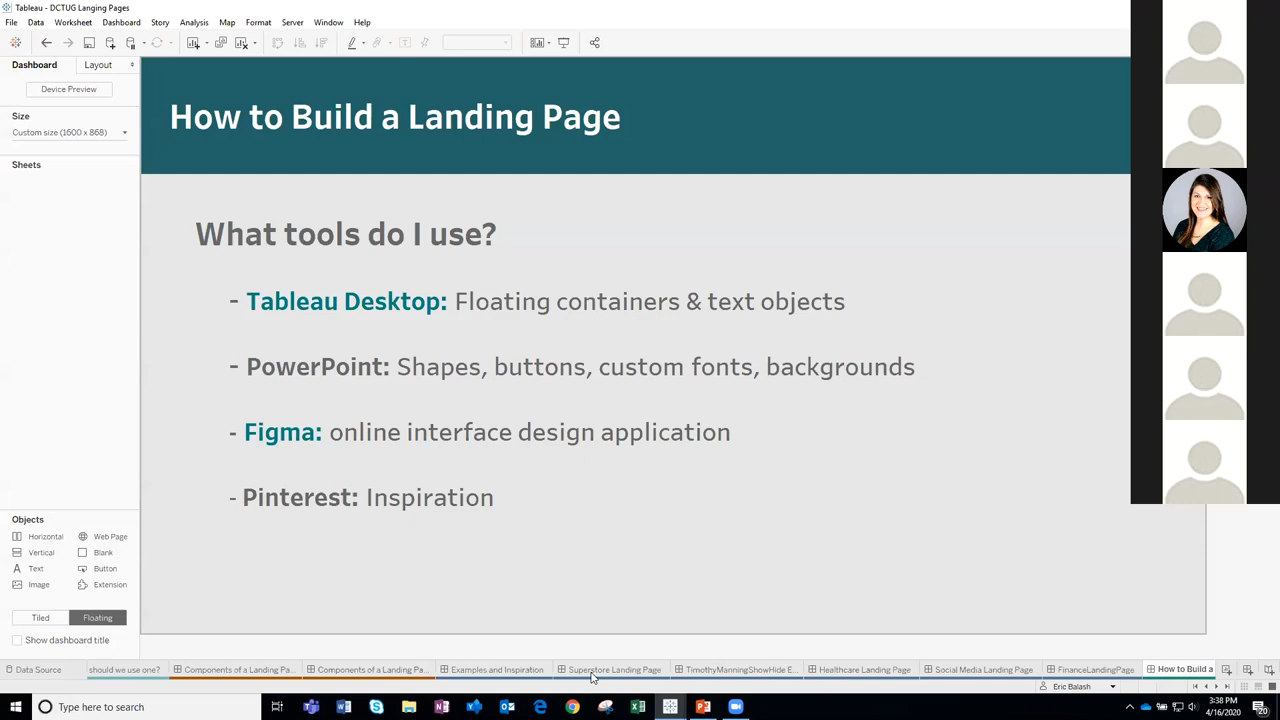 Tableau - DCTUG Langing Pages
File Data Worksheet Dashboard Story Analysis Map Format Server Window Help
Dashboard Layout
Device Preview
Size
Custom size (1600 x 868)
Sheets
How to Build a Landing Page
What tools do I use?
- Tableau Desktop: Floating containers & text objects
- PowerPoint: Shapes, buttons, custom fonts, backgrounds
- Figma: online interface design application
- Pinterest: Inspiration
Objects
Horizontal Web Page
Vertical Blank
Text Button
Image Extension
Tiled Floating
Show dashboard title
Data Source should we use one? Components of a Landing Pa... Components of a Landing Pa... Examples and Inspiration Superstore Landing Page TimothyManningShowHide E... Healthcare Landing Page Social Media Landing Page FinanceLandingPage How to Build a
Eric Balash
Type here to search
3:38 PM
4/16/2020
20